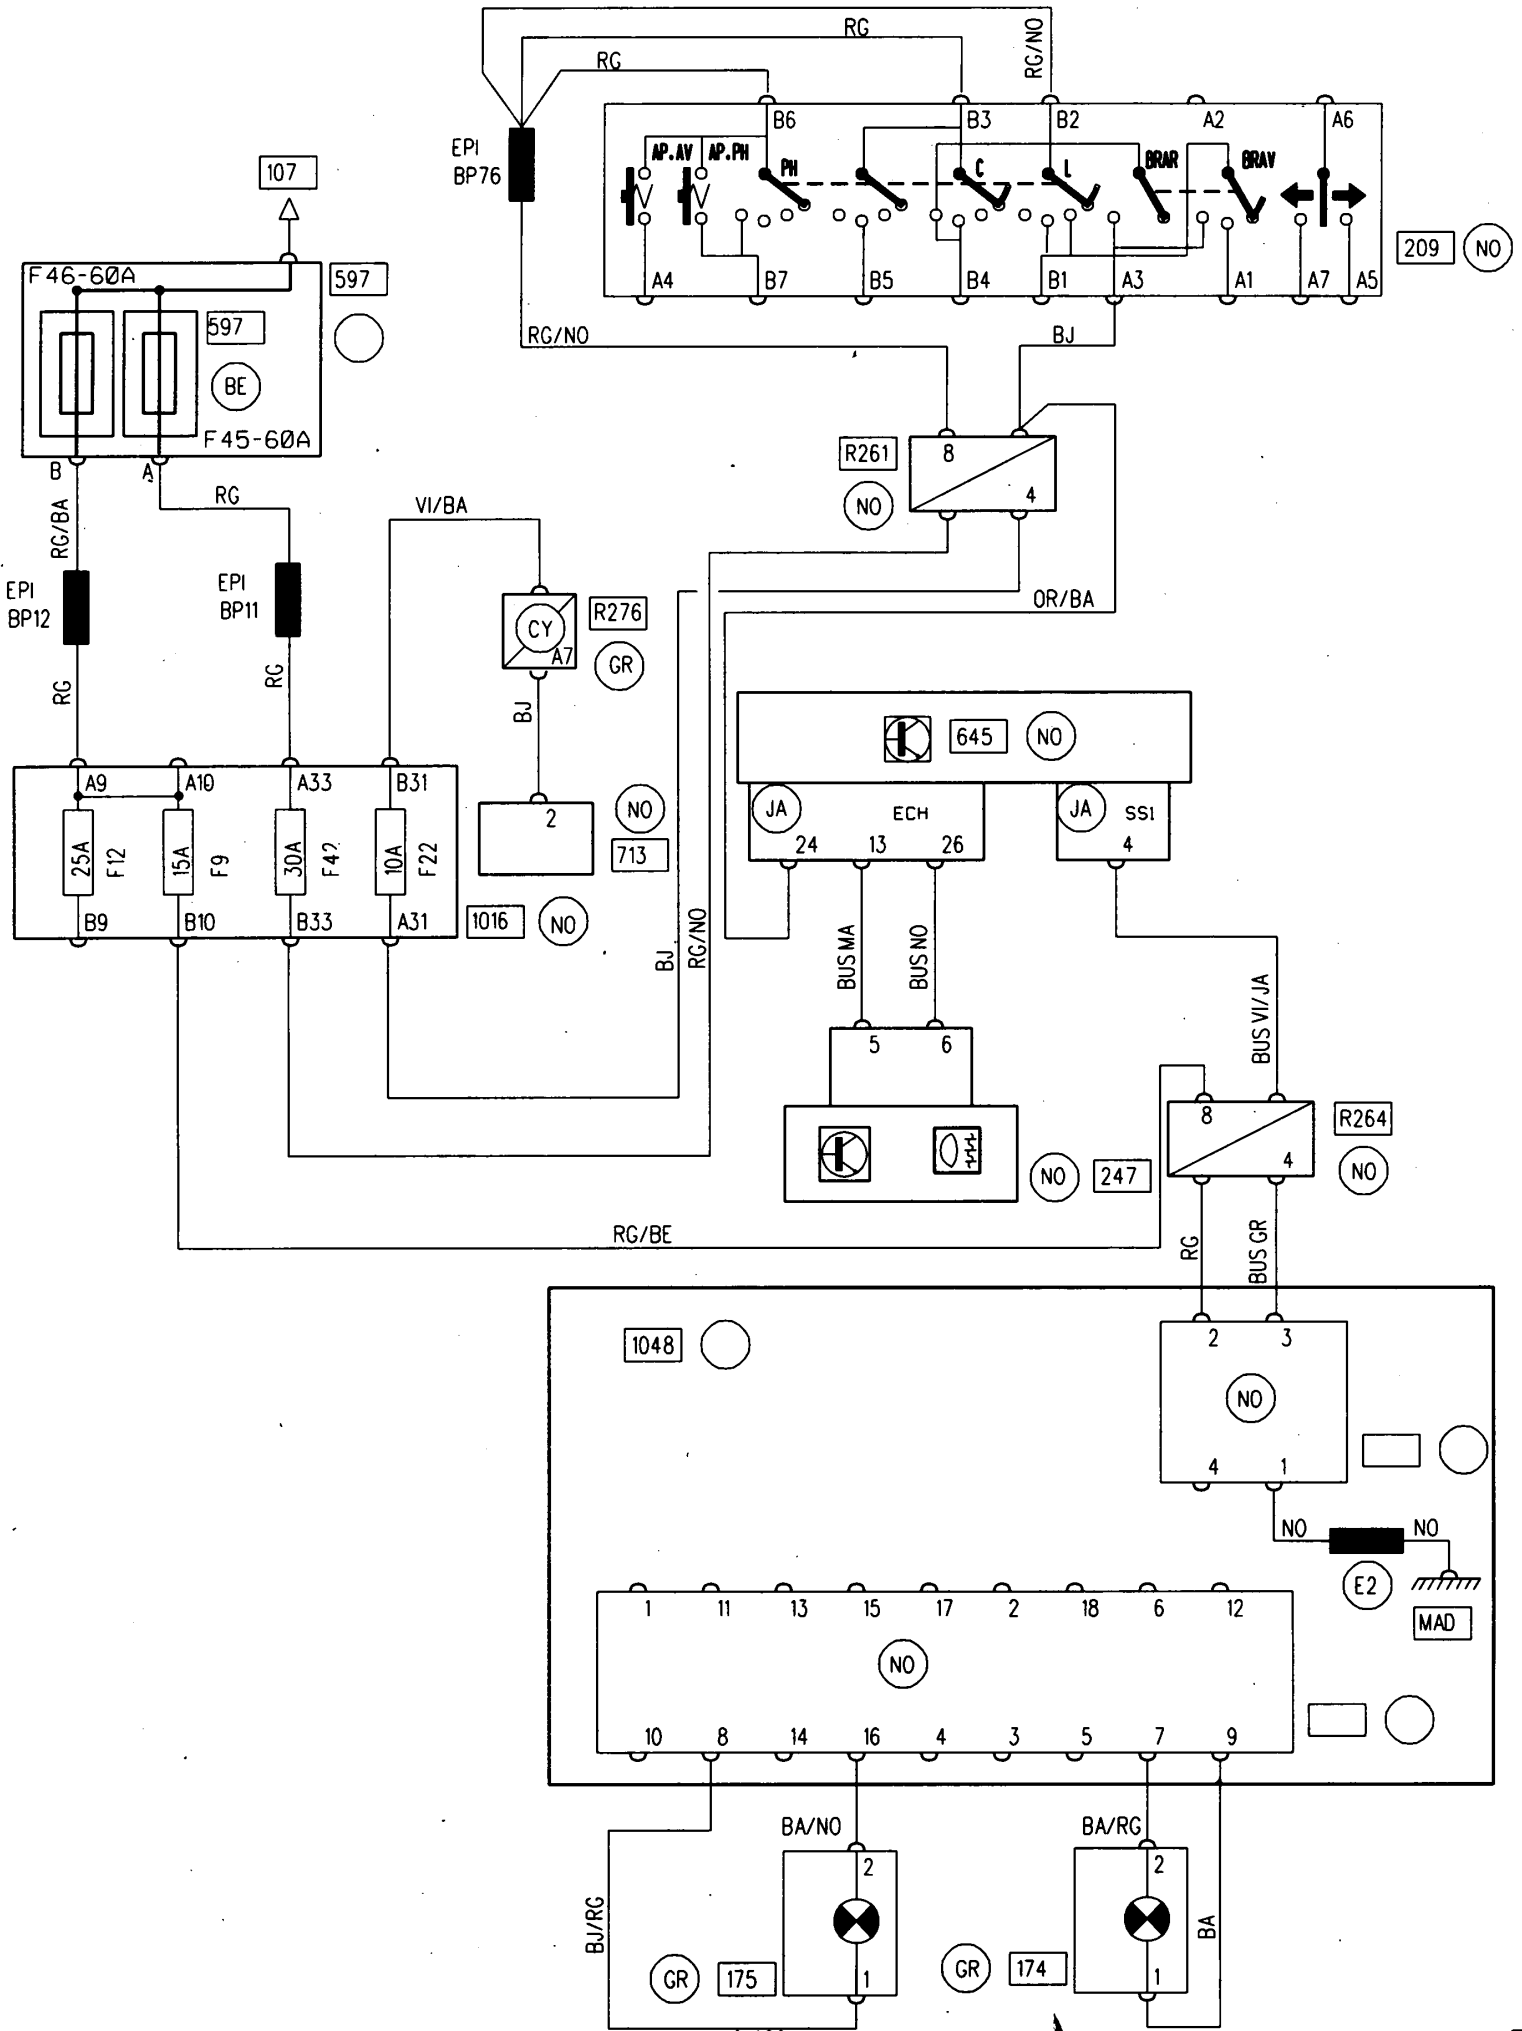 RG
RG/NO
RG
B6
B3
B2
A2
A6
EPI
BP76
AP.AV
AP.PH
PH
C
L
BRAR
BRAV
107
209
NO
F46-60A
597
597
BE
F45-60A
A4
B7
B5
B4
B1
A3
A1
A7
A5
RG/NO
BJ
B
A
R261
8
4
NO
RG
VI/BA
RG/BA
EPI
BP12
EPI
BP11
CY
A7
R276
GR
OR/BA
RG
RG
BJ
645
NO
A9
A10
A33
B31
2
NO
713
JA
ECH
JA
SS1
24
13
26
4
25A
F12
15A
F9
30A
F42
10A
F22
B9
B10
B33
A31
1016
NO
BJ
RG/NO
BUS MA
BUS NO
BUS VI/JA
5
6
8
4
R264
NO
NO
247
RG/BE
RG
BUS GR
1048
2
3
NO
4
1
NO
NO
E2
MAD
1
11
13
15
17
2
18
6
12
NO
10
8
14
16
4
3
5
7
9
BA/NO
BA/RG
2
2
BJ/RG
BA
GR
175
1
GR
174
1